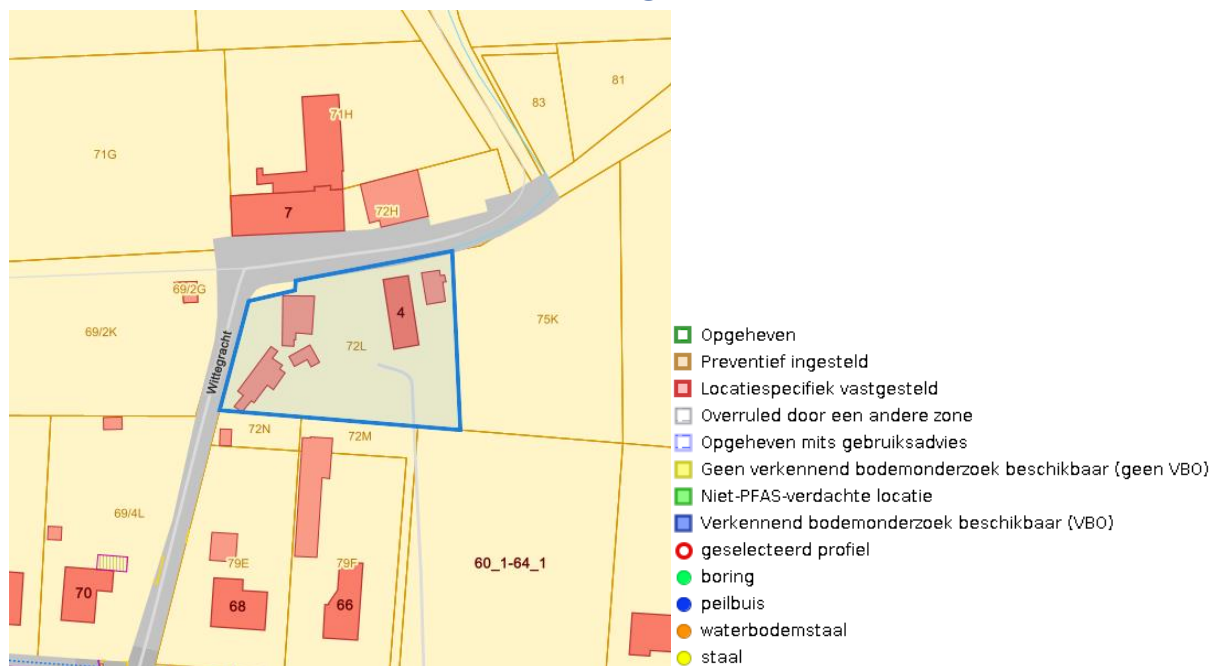 81
83
71H
71G
7
72H
69/2G
4
75K
69/2K
72L
Wittegracht
72N
72M
69/4L
79E
79F
60_1-64_1
70
68
66
Opgeheven
Preventief ingesteld
Locatiespecifiek vastgesteld
Overruled door een andere zone
Opgeheven mits gebruiksadvies
Geen verkennend bodemonderzoek beschikbaar (geen VBO)
Niet-PFAS-verdachte locatie
Verkennend bodemonderzoek beschikbaar (VBO)
geselecteerd profiel
boring
peilbuis
waterbodemstaal
staal